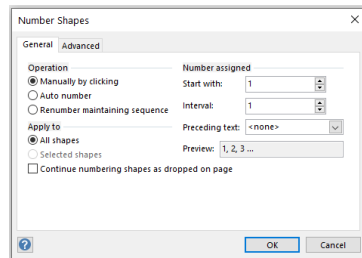 Number Shapes
General Advanced
Operation
Manually by clicking
Auto number
Renumber maintaining sequence
Apply to
All shapes
Selected shapes
Continue numbering shapes as dropped on page
Number assigned
Start with: 1
Interval: 1
Preceding text: <none>
Preview: 1, 2, 3 ...
OK Cancel